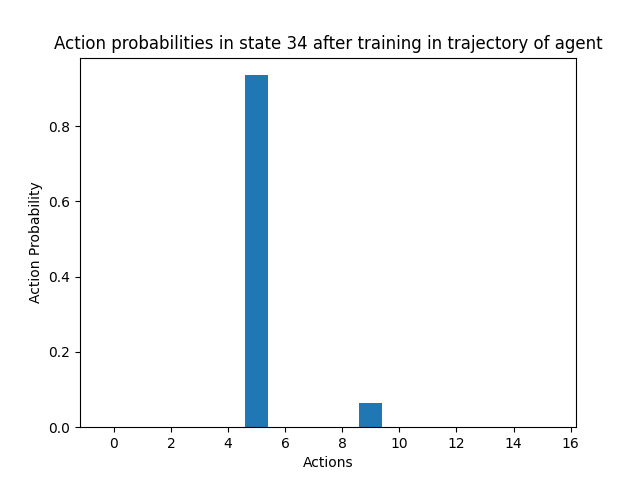 Action probabilities in state 34 after training in trajectory of agent
Action Probability
0.8
0.6
0.4
0.2
0.0
0 2 4 6 8 10 12 14 16
Actions